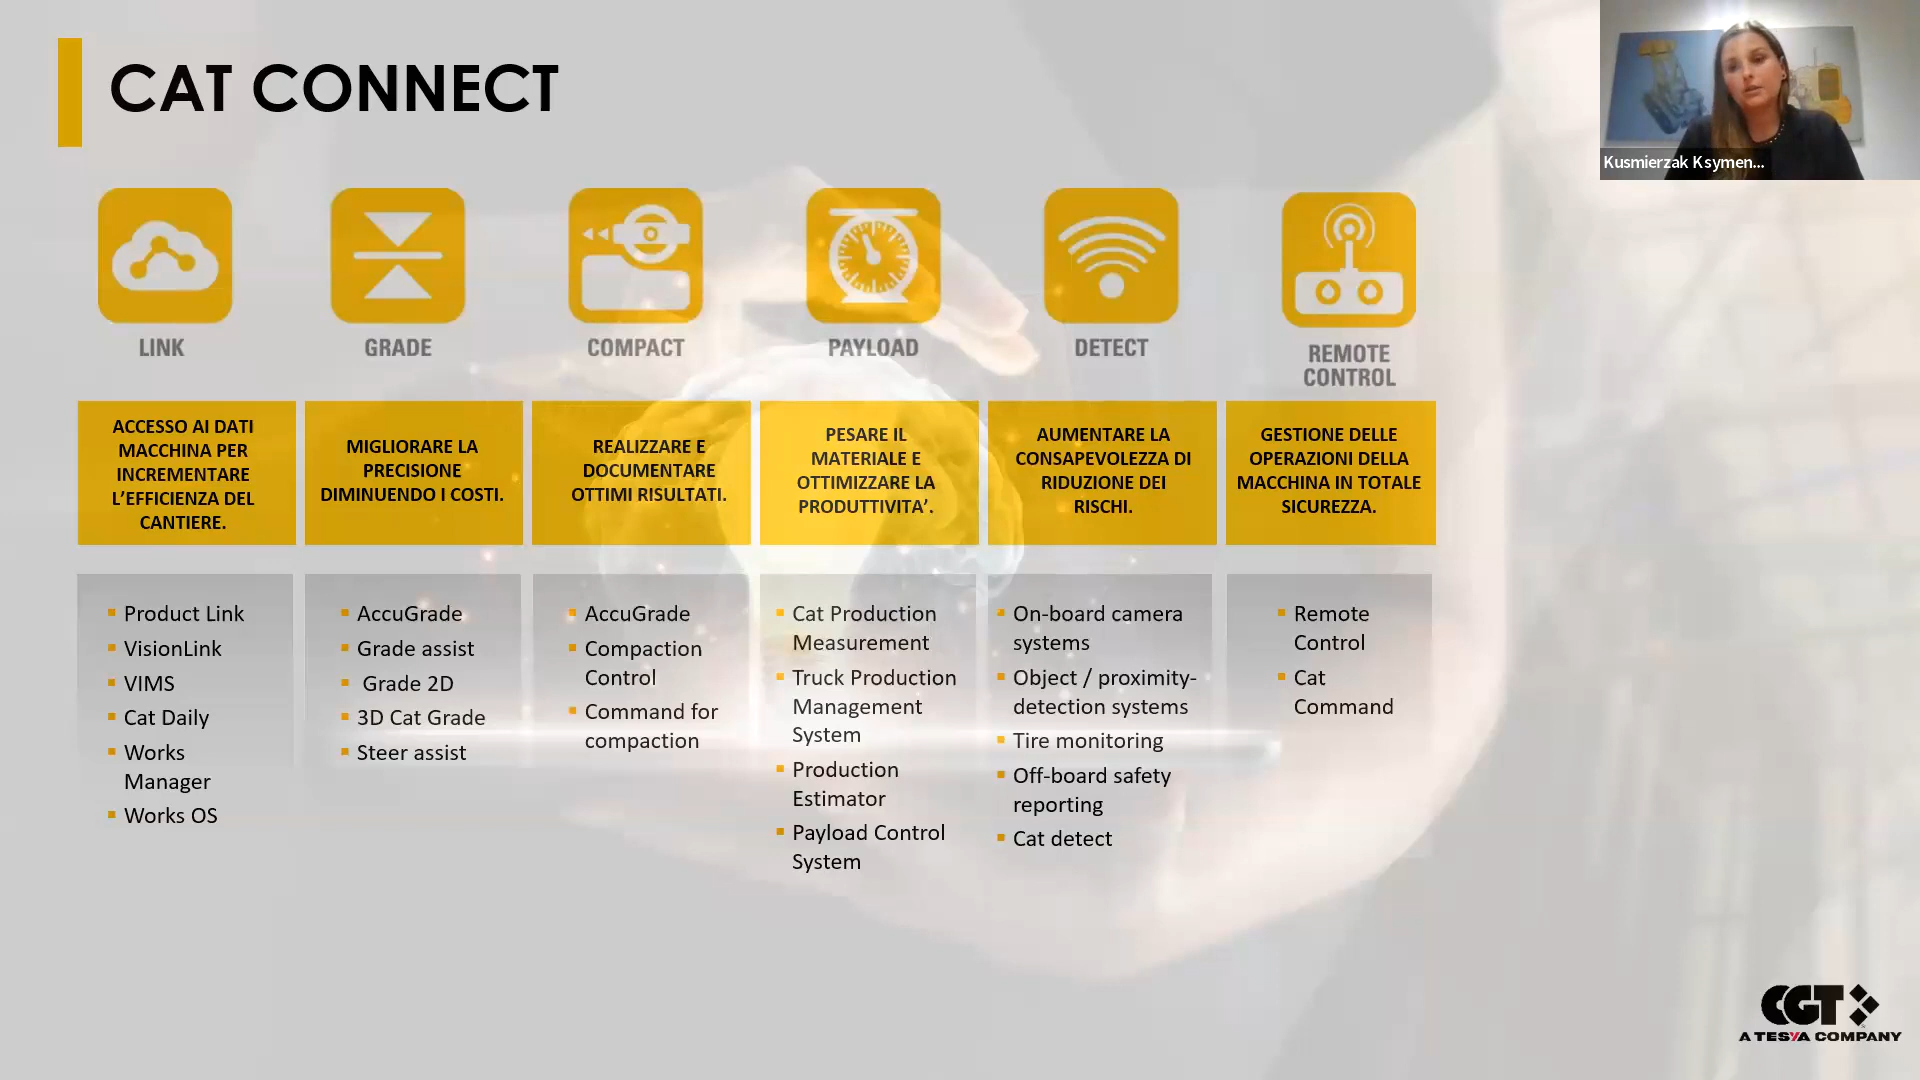 CAT CONNECT
Kusmierzak Ksymen...
LINK
GRADE
COMPACT
PAYLOAD
DETECT
REMOTE
CONTROL
ACCESSO AI DATI
MACCHINA PER
INCREMENTARE
L’EFFICIENZA DEL
CANTIERE.
MIGLIORARE LA
PRECISIONE
DIMINUENDO I COSTI.
REALIZZARE E
DOCUMENTARE
OTTIMI RISULTATI.
PESARE IL
MATERIALE E
OTTIMIZZARE LA
PRODUTTIVITA’.
AUMENTARE LA
CONSAPEVOLEZZA DI
RIDUZIONE DEI
RISCHI.
GESTIONE DELLE
OPERAZIONI DELLA
MACCHINA IN TOTALE
SICUREZZA.
Product Link
VisionLink
VIMS
Cat Daily
Works
Manager
Works OS
AccuGrade
Grade assist
Grade 2D
3D Cat Grade
Steer assist
AccuGrade
Compaction
Control
Command for
compaction
Cat Production
Measurement
Truck Production
Management
System
Production
Estimator
Payload Control
System
On-board camera
systems
Object / proximity-
detection systems
Tire monitoring
Off-board safety
reporting
Cat detect
Remote
Control
Cat
Command
CGT
A TESYA COMPANY